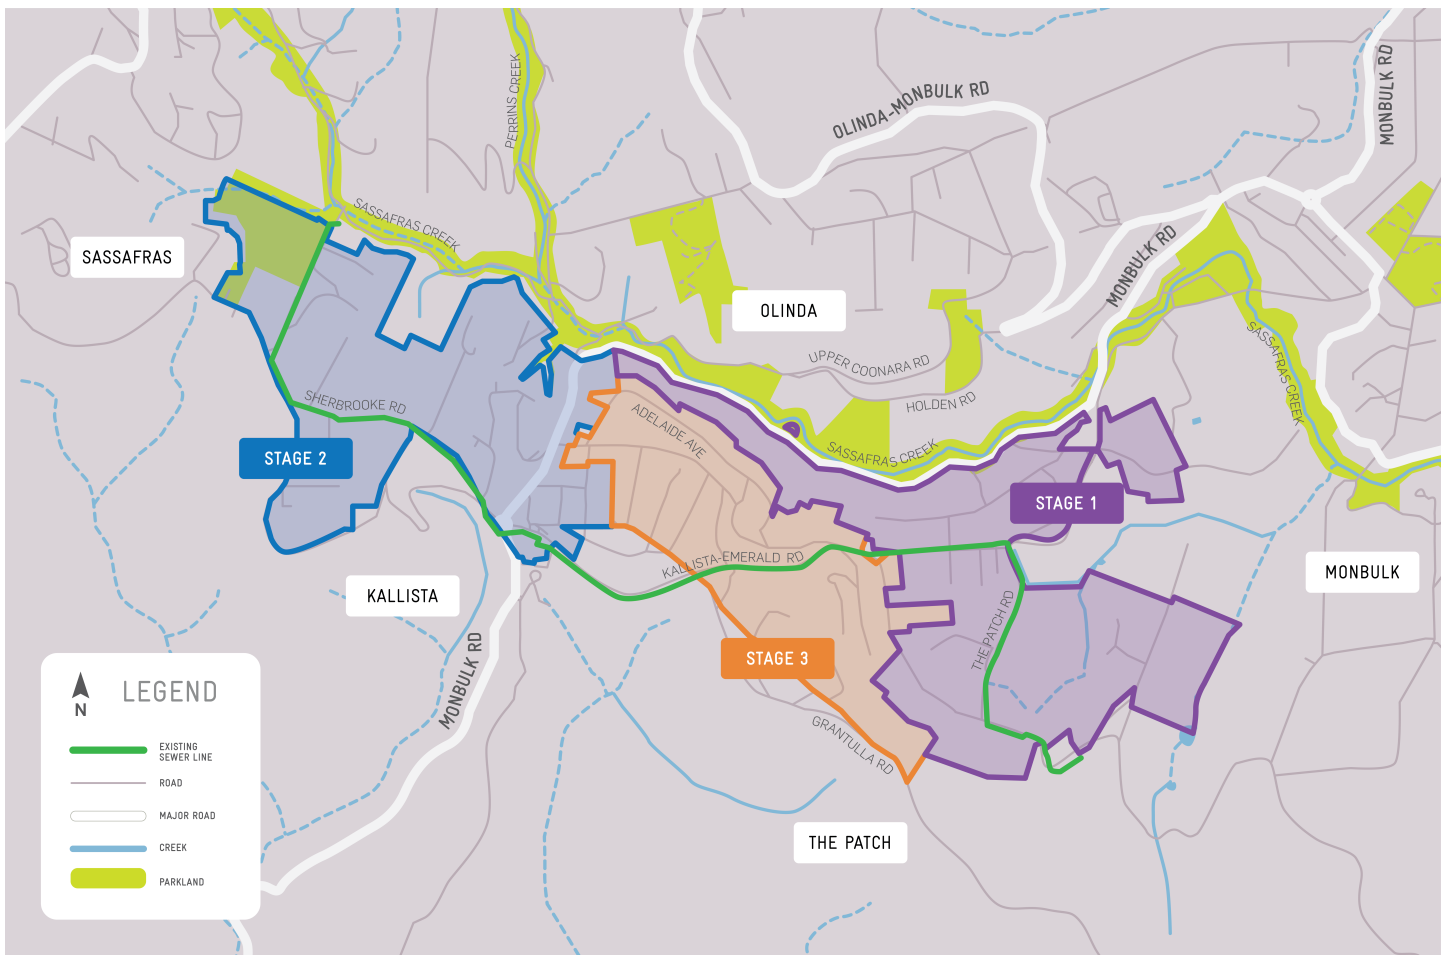 PERRINS CREEK
OLINDA-MONBULK RD
MONBULK RD
SASSAFRAS CREEK
SASSAFRAS
MONBULK RD
OLINDA
UPPER COONARA RD
HOLDEN RD
SASSAFRAS CREEK
SHERBROOKE RD
ADELAIDE AVE
SASSAFRAS CREEK
STAGE 2
STAGE 1
KALLISTA-EMERALD RD
MONBULK
KALLISTA
THE PATCH RD
STAGE 3
MONBULK RD
GRANTULLA RD
THE PATCH
N
LEGEND
EXISTING
SEWER LINE
ROAD
MAJOR ROAD
CREEK
PARKLAND